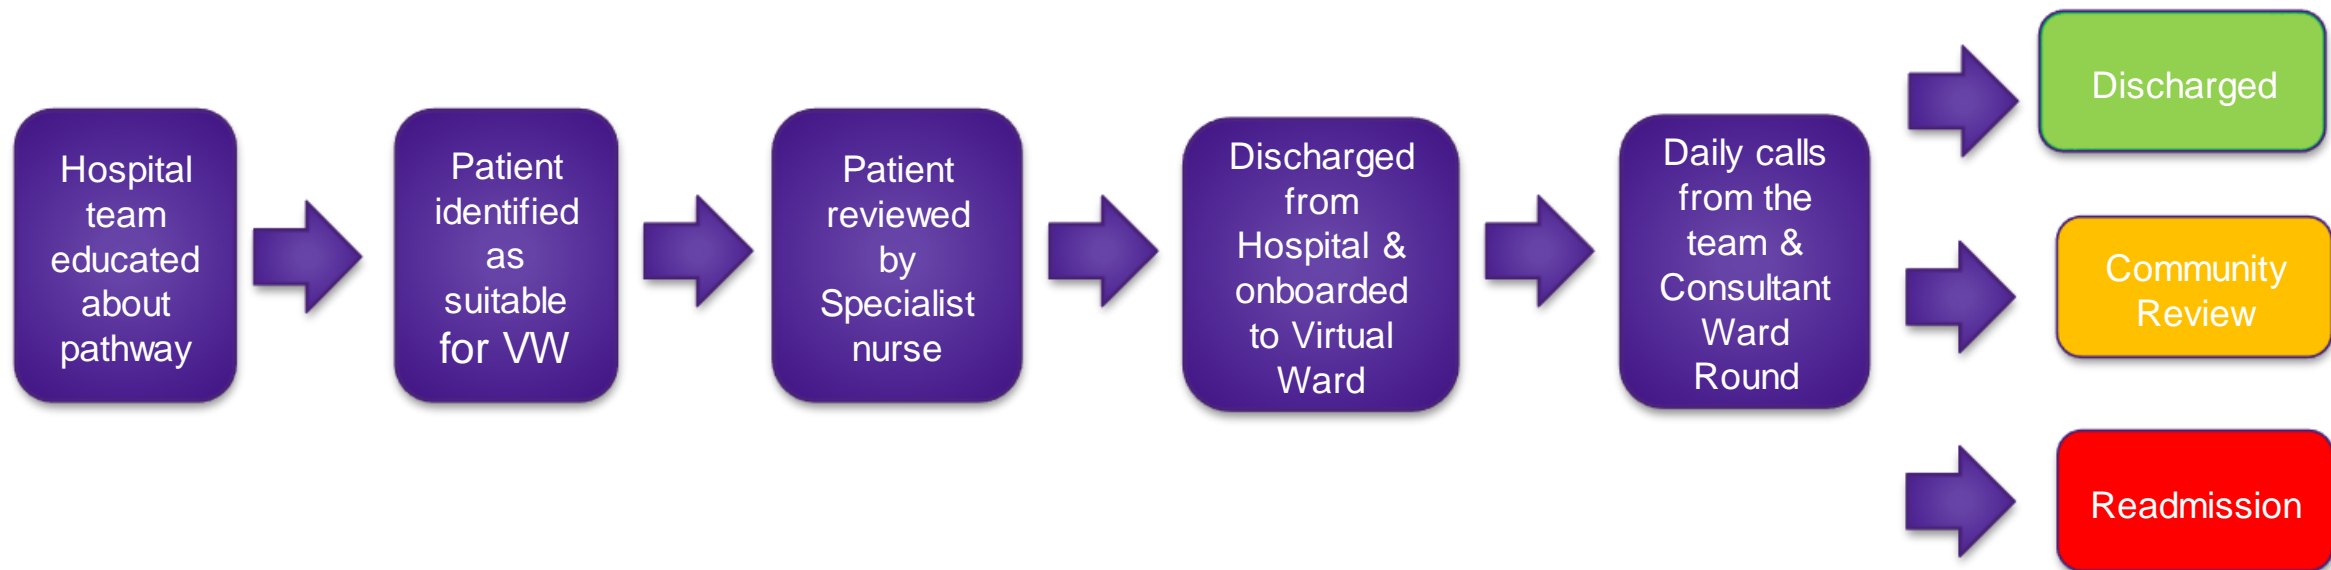 Hospital
team
educated
about
pathway
Patient
identified
as
suitable
for VW
Patient
reviewed
by
Specialist
nurse
Discharged
from
Hospital &
onboarded
to Virtual
Ward
Daily calls
from the
team &
Consultant
Ward
Round
Discharged
Community
Review
Readmission